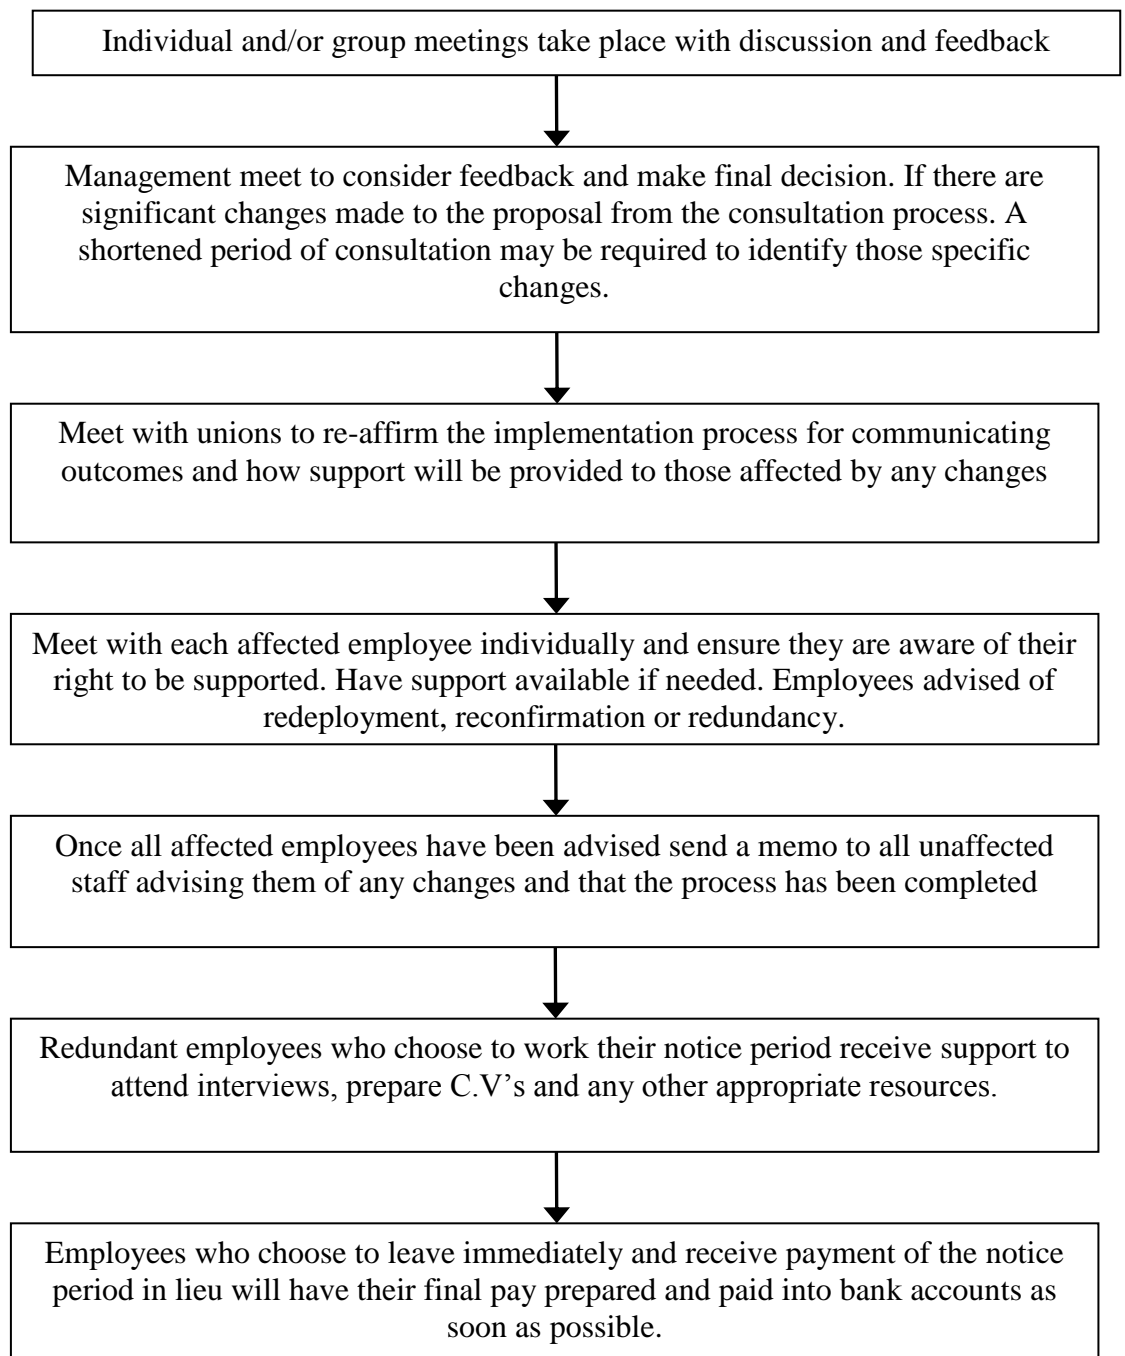 Individual and/or group meetings take place with discussion and feedback
Management meet to consider feedback and make final decision. If there are
significant changes made to the proposal from the consultation process. A
shortened period of consultation may be required to identify those specific
changes.
Meet with unions to re-affirm the implementation process for communicating
outcomes and how support will be provided to those affected by any changes
Meet with each affected employee individually and ensure they are aware of their
right to be supported. Have support available if needed. Employees advised of
redeployment, reconfirmation or redundancy.
Once all affected employees have been advised send a memo to all unaffected
staff advising them of any changes and that the process has been completed
Redundant employees who choose to work their notice period receive support to
attend interviews, prepare C.V’s and any other appropriate resources.
Employees who choose to leave immediately and receive payment of the notice
period in lieu will have their final pay prepared and paid into bank accounts as
soon as possible.